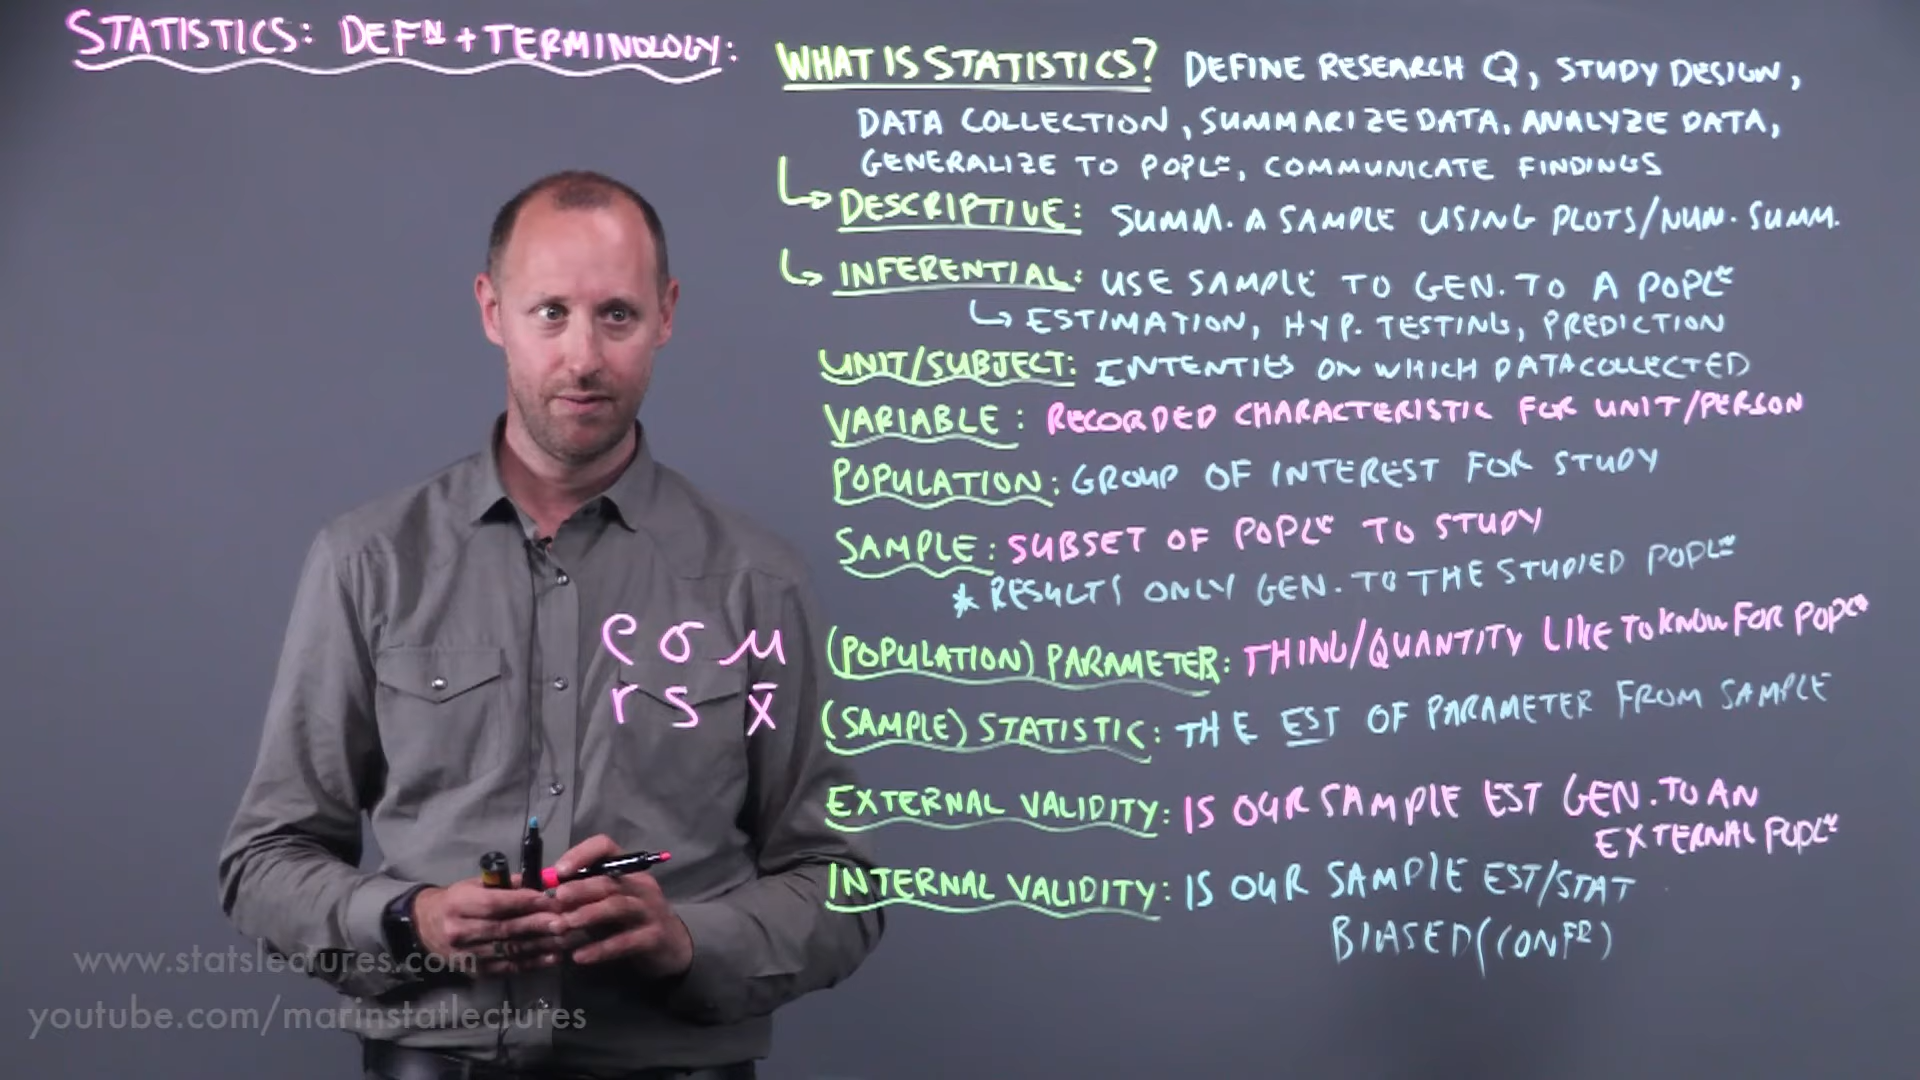 STATISTICS: DEFN + TERMINOLOGY:
WHAT IS STATISTICS? DEFINE RESEARCH Q, STUDY DESIGN,
DATA COLLECTION, SUMMARIZE DATA, ANALYZE DATA,
GENERALIZE TO POPLN, COMMUNICATE FINDINGS
↳ DESCRIPTIVE: SUMM. A SAMPLE USING PLOTS/NUM. SUMM.
↳ INFERENTIAL: USE SAMPLE TO GEN. TO A POPLN
↳ ESTIMATION, HYP. TESTING, PREDICTION
UNIT/SUBJECT: INTENTIES ON WHICH DATA COLLECTED
VARIABLE: RECORDED CHARACTERISTIC FOR UNIT/PERSON
POPULATION: GROUP OF INTEREST FOR STUDY
SAMPLE: SUBSET OF POPLN TO STUDY
* RESULTS ONLY GEN. TO THE STUDIED POPLN
ρ σ μ
(POPULATION) PARAMETER: THING/QUANTITY LIKE TO KNOW FOR POPLN
r s x̄
(SAMPLE) STATISTIC: THE EST OF PARAMETER FROM SAMPLE
EXTERNAL VALIDITY: IS OUR SAMPLE EST GEN. TO AN
EXTERNAL POPLN
INTERNAL VALIDITY: IS OUR SAMPLE EST/STAT
BIASED (CONFD)
www.statslectures.com
youtube.com/marinstatlectures